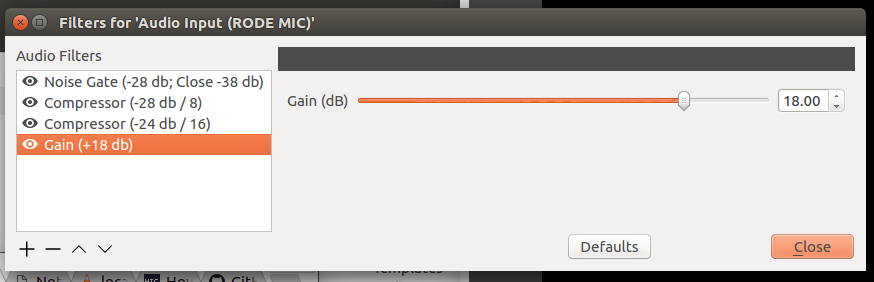 Filters for 'Audio Input (RODE MIC)'
Audio Filters
Noise Gate (-28 db; Close -38 db)
Compressor (-28 db / 8)
Compressor (-24 db / 16)
Gain (+18 db)
Gain (dB)
18.00
Defaults
Close
Templates